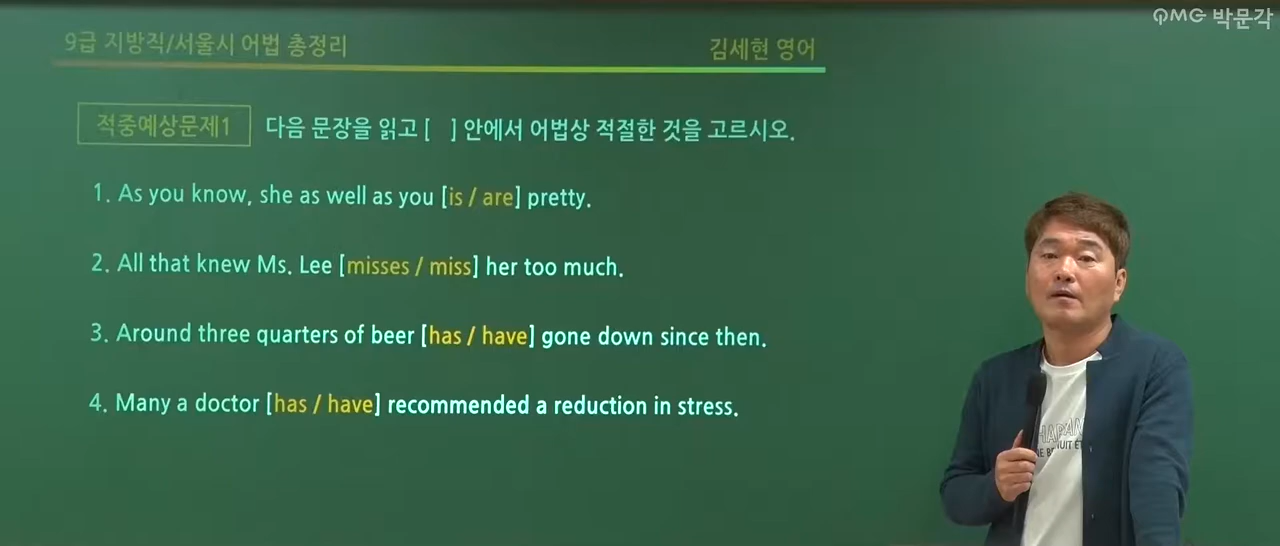 QMG 박문각
9급 지방직/서울시 어법 총정리
김세현 영어
적중예상문제1 다음 문장을 읽고 [ ] 안에서 어법상 적절한 것을 고르시오.
1. As you know, she as well as you [is / are] pretty.
2. All that knew Ms. Lee [misses / miss] her too much.
3. Around three quarters of beer [has / have] gone down since then.
4. Many a doctor [has / have] recommended a reduction in stress.